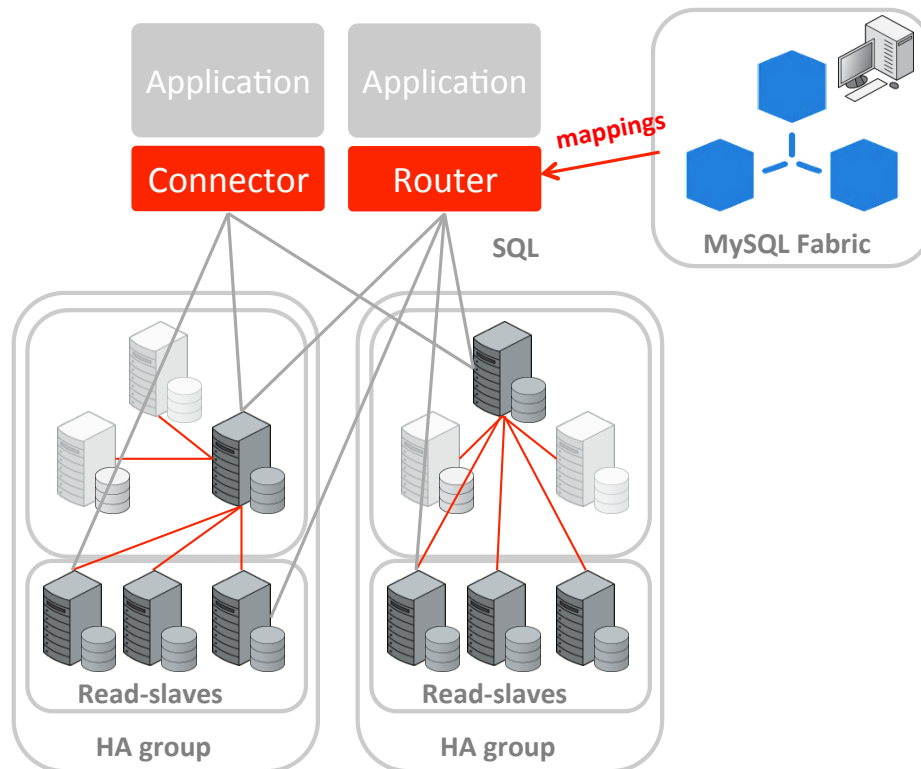 Application
Application
Connector
Router
mappings
MySQL Fabric
SQL
Read-slaves
Read-slaves
HA group
HA group